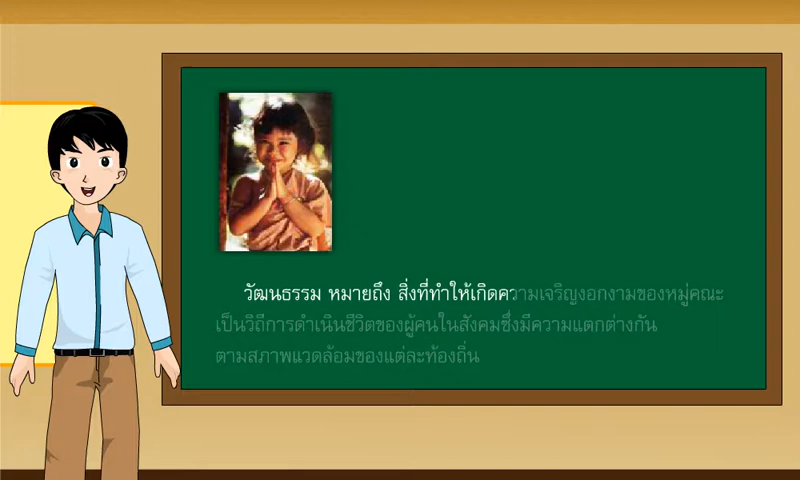 วัฒนธรรม หมายถึง สิ่งที่ทำให้เกิดความเจริญงอกงามของหมู่คณะ
เป็นวิถีการดำเนินชีวิตของผู้คนในสังคมซึ่งมีความแตกต่างกัน
ตามสภาพแวดล้อมของแต่ละท้องถิ่น